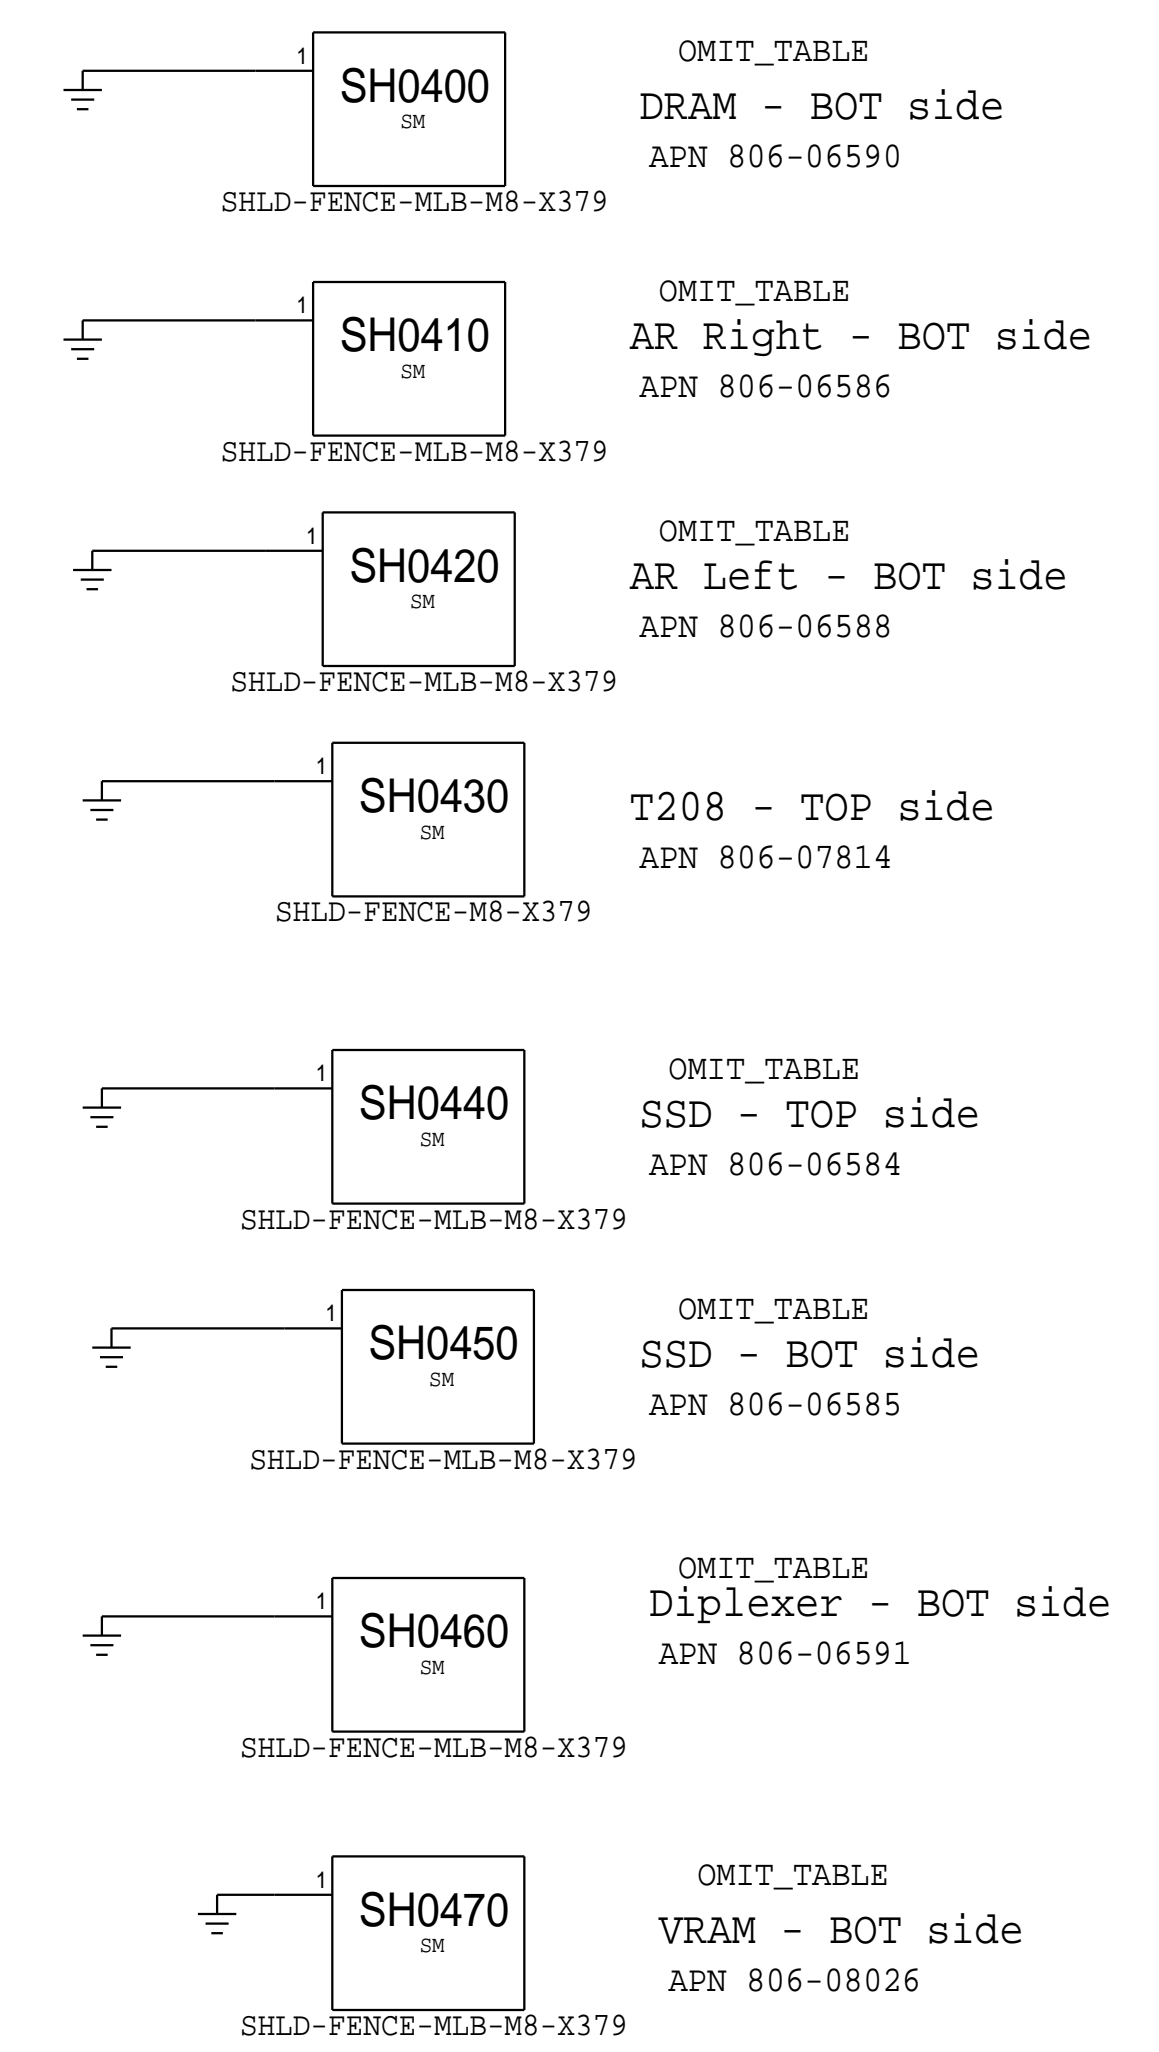 OMIT_TABLE
1
SH0400
SM
DRAM - BOT side
APN 806-06590
SHLD-FENCE-MLB-M8-X379
OMIT_TABLE
1
SH0410
SM
AR Right - BOT side
APN 806-06586
SHLD-FENCE-MLB-M8-X379
OMIT_TABLE
1
SH0420
SM
AR Left - BOT side
APN 806-06588
SHLD-FENCE-MLB-M8-X379
1
SH0430
SM
T208 - TOP side
APN 806-07814
SHLD-FENCE-M8-X379
OMIT_TABLE
1
SH0440
SM
SSD - TOP side
APN 806-06584
SHLD-FENCE-MLB-M8-X379
OMIT_TABLE
1
SH0450
SM
SSD - BOT side
APN 806-06585
SHLD-FENCE-MLB-M8-X379
OMIT_TABLE
1
SH0460
SM
Diplexer - BOT side
APN 806-06591
SHLD-FENCE-MLB-M8-X379
OMIT_TABLE
1
SH0470
SM
VRAM - BOT side
APN 806-08026
SHLD-FENCE-MLB-M8-X379